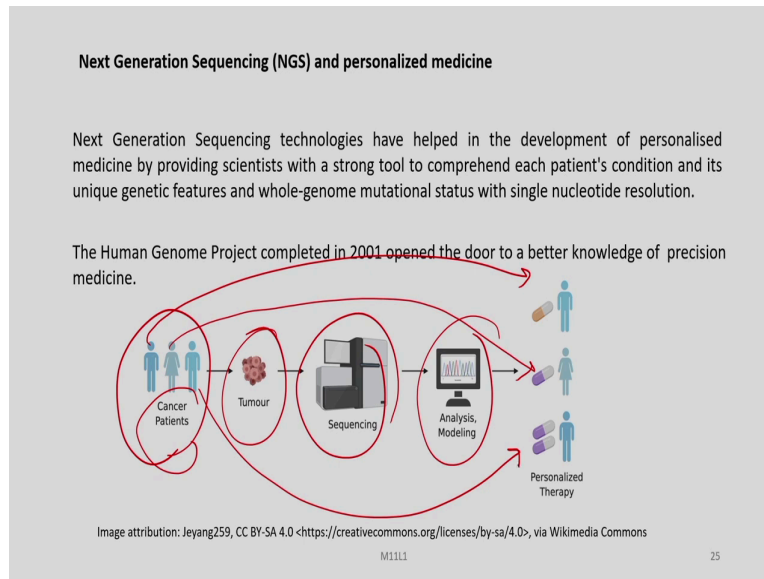 Next Generation Sequencing (NGS) and personalized medicine
Next Generation Sequencing technologies have helped in the development of personalised
medicine by providing scientists with a strong tool to comprehend each patient's condition and its
unique genetic features and whole-genome mutational status with single nucleotide resolution.
The Human Genome Project completed in 2001 opened the door to a better knowledge of precision
medicine.
Cancer
Patients
Tumour
Sequencing
Analysis,
Modeling
Personalized
Therapy
Image attribution: Jeyang259, CC BY-SA 4.0 <https://creativecommons.org/licenses/by-sa/4.0>, via Wikimedia Commons
M11L1
25